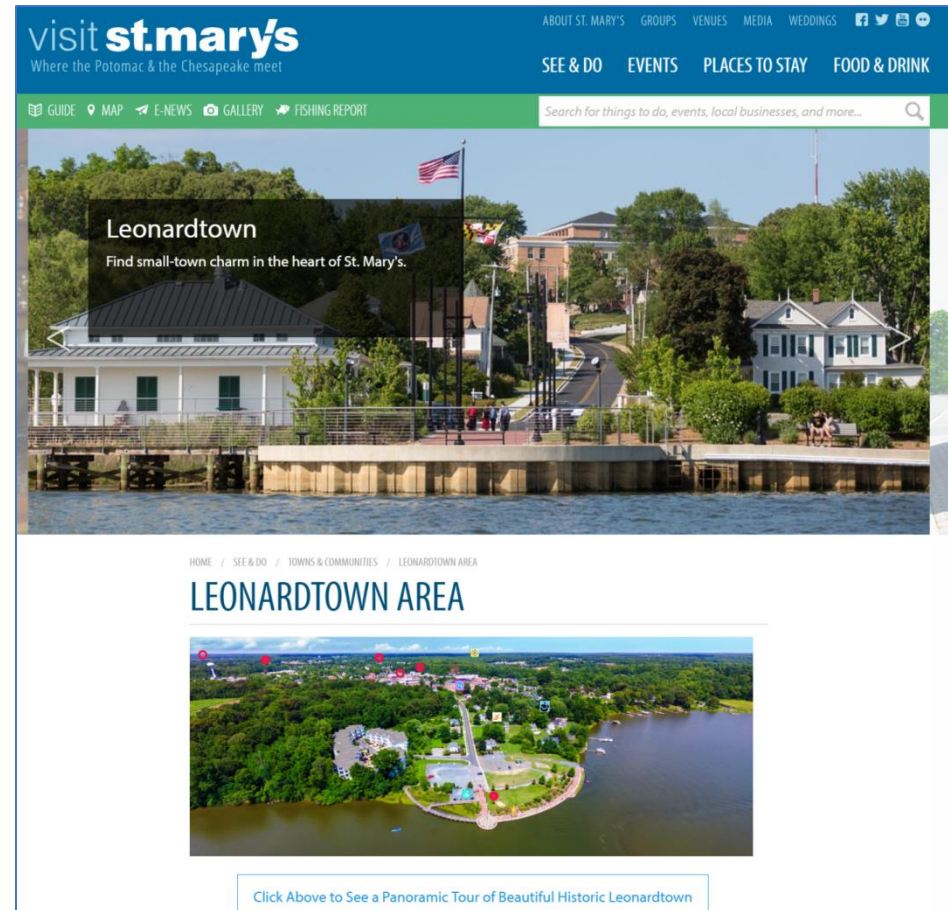 visit st.mary's
Where the Potomac & the Chesapeake meet
ABOUT ST. MARY'S GROUPS VENUES MEDIA WEDDINGS
SEE & DO EVENTS PLACES TO STAY FOOD & DRINK
GUIDE MAP E-NEWS GALLERY FISHING REPORT
Search for things to do, events, local businesses, and more...
Leonardtown
Find small-town charm in the heart of St. Mary's.
HOME / SEE & DO / TOWNS & COMMUNITIES / LEONARDTOWN AREA
LEONARDTOWN AREA
Click Above to See a Panoramic Tour of Beautiful Historic Leonardtown